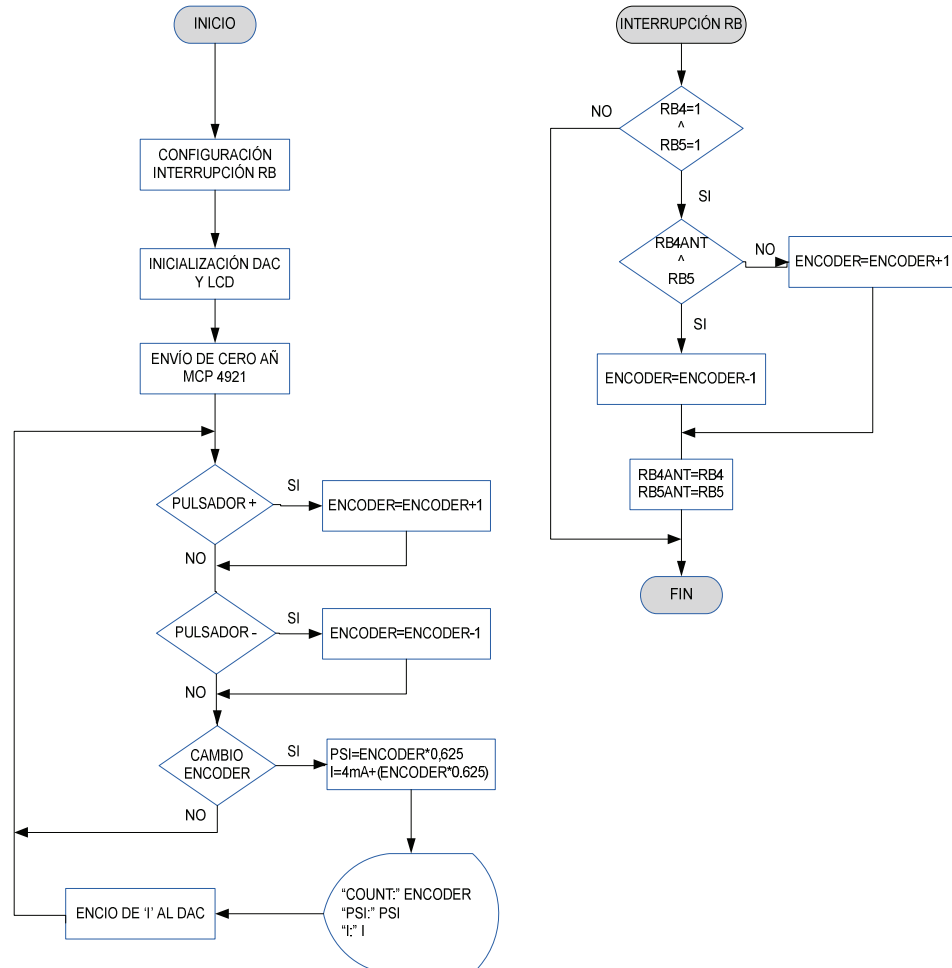 INICIO
CONFIGURACIÓN
INTERRUPCIÓN RB
INICIALIZACIÓN DAC
Y LCD
ENVÍO DE CERO AÑ
MCP 4921
PULSADOR +
SI
ENCODER=ENCODER+1
NO
PULSADOR -
SI
ENCODER=ENCODER-1
NO
CAMBIO
ENCODER
SI
PSI=ENCODER*0,625
I=4mA+(ENCODER*0.625)
NO
"COUNT:" ENCODER
"PSI:" PSI
"I:" I
ENCIO DE 'I' AL DAC
INTERRUPCIÓN RB
RB4=1
^
RB5=1
NO
SI
RB4ANT
^
RB5
NO
ENCODER=ENCODER+1
SI
ENCODER=ENCODER-1
RB4ANT=RB4
RB5ANT=RB5
FIN